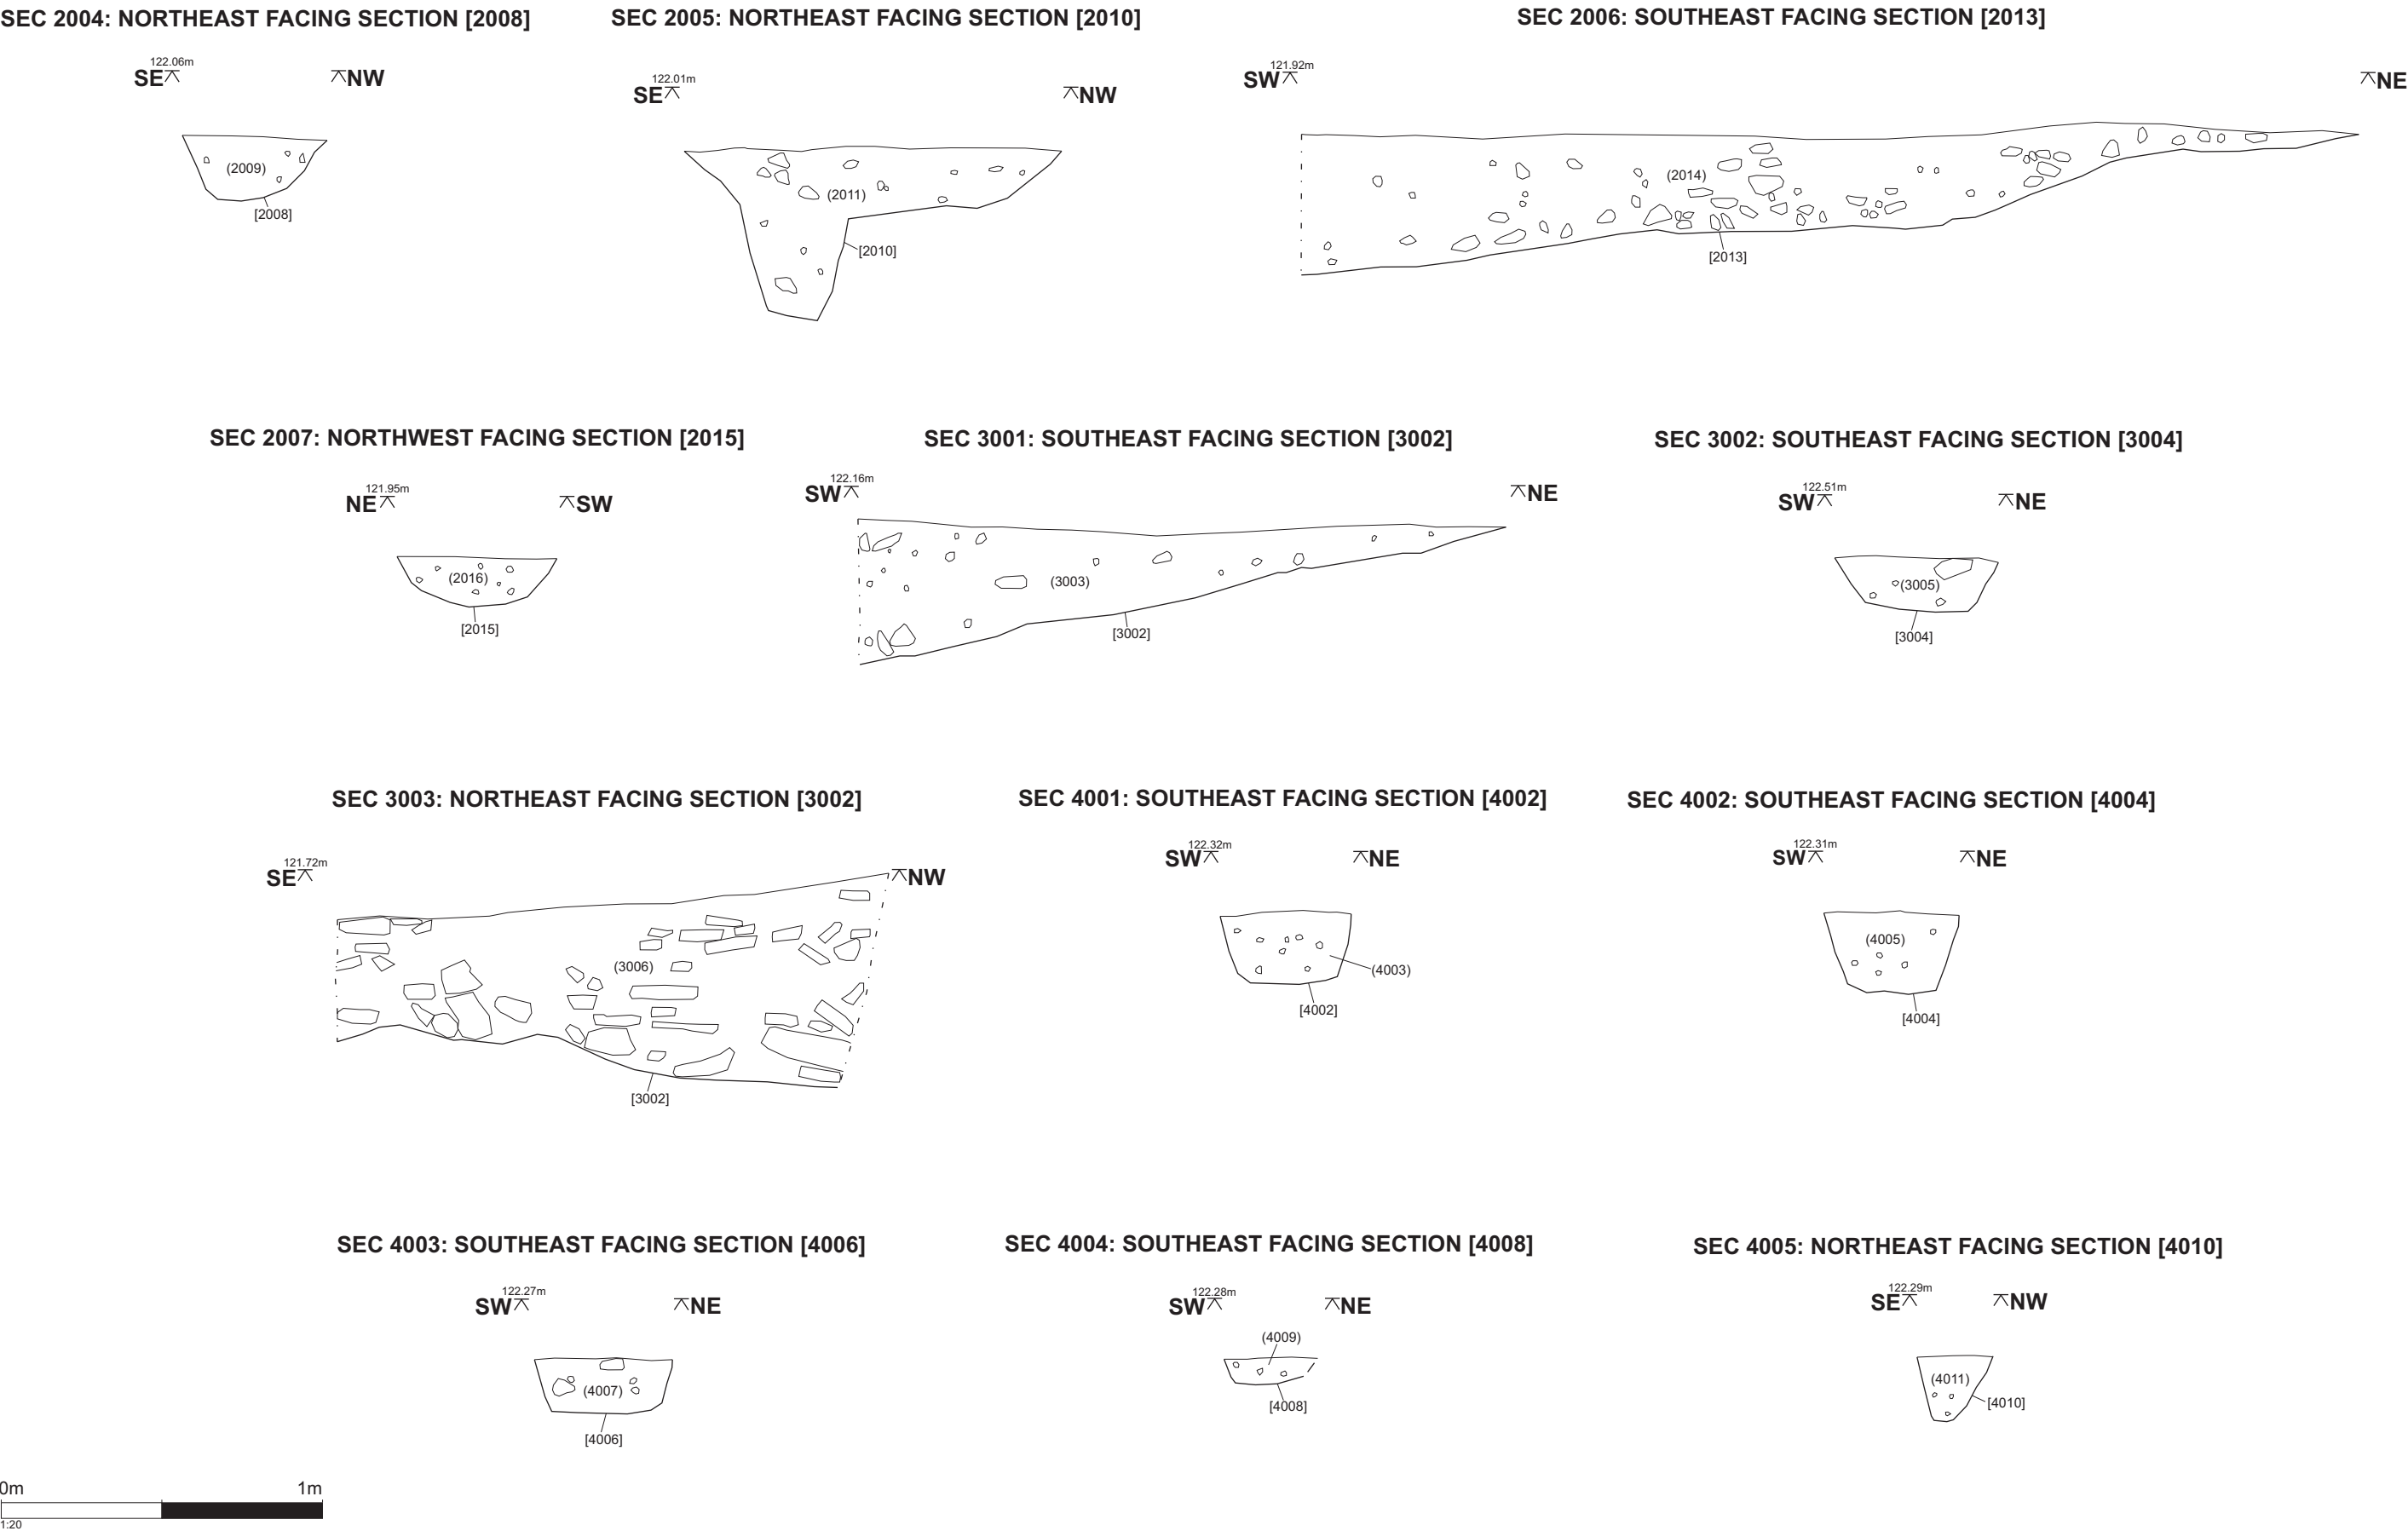 SEC 2004: NORTHEAST FACING SECTION [2008]
122.06m
SE NW
(2009)
[2008]
SEC 2005: NORTHEAST FACING SECTION [2010]
122.01m
SE NW
(2011)
[2010]
SEC 2006: SOUTHEAST FACING SECTION [2013]
121.92m
SW NE
(2014)
[2013]
SEC 2007: NORTHWEST FACING SECTION [2015]
121.95m
NE SW
(2016)
[2015]
SEC 3001: SOUTHEAST FACING SECTION [3002]
122.16m
SW NE
(3003)
[3002]
SEC 3002: SOUTHEAST FACING SECTION [3004]
122.51m
SW NE
(3005)
[3004]
SEC 3003: NORTHEAST FACING SECTION [3002]
121.72m
SE NW
(3006)
[3002]
SEC 4001: SOUTHEAST FACING SECTION [4002]
122.32m
SW NE
(4003)
[4002]
SEC 4002: SOUTHEAST FACING SECTION [4004]
122.31m
SW NE
(4005)
[4004]
SEC 4003: SOUTHEAST FACING SECTION [4006]
122.27m
SW NE
(4007)
[4006]
SEC 4004: SOUTHEAST FACING SECTION [4008]
122.28m
SW NE
(4009)
[4008]
SEC 4005: NORTHEAST FACING SECTION [4010]
122.29m
SE NW
(4011)
[4010]
0m 1m
1:20